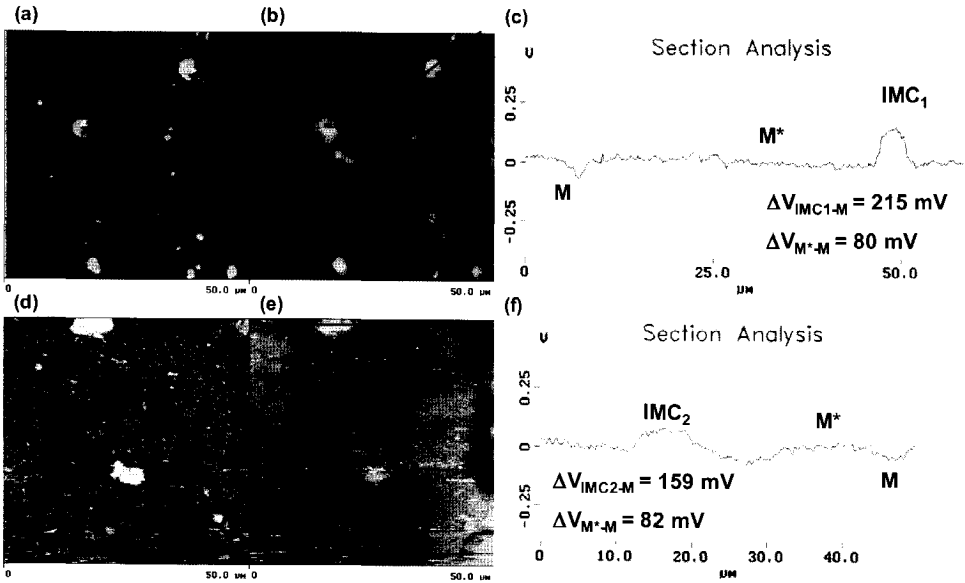 (a)
(b)
(c)
Section Analysis
V
0.25
0
-0.25
IMC1
M*
M
ΔVIMC1-M = 215 mV
ΔVM*-M = 80 mV
0
25.0
50.0
μM
0
50.0 μM 0
50.0 μM
(d)
(e)
(f)
Section Analysis
V
0.25
0
-0.25
IMC2
M*
M
ΔVIMC2-M = 159 mV
ΔVM*-M = 82 mV
0
10.0
20.0
30.0
40.0
μM
0
50.0 μM 0
50.0 μM